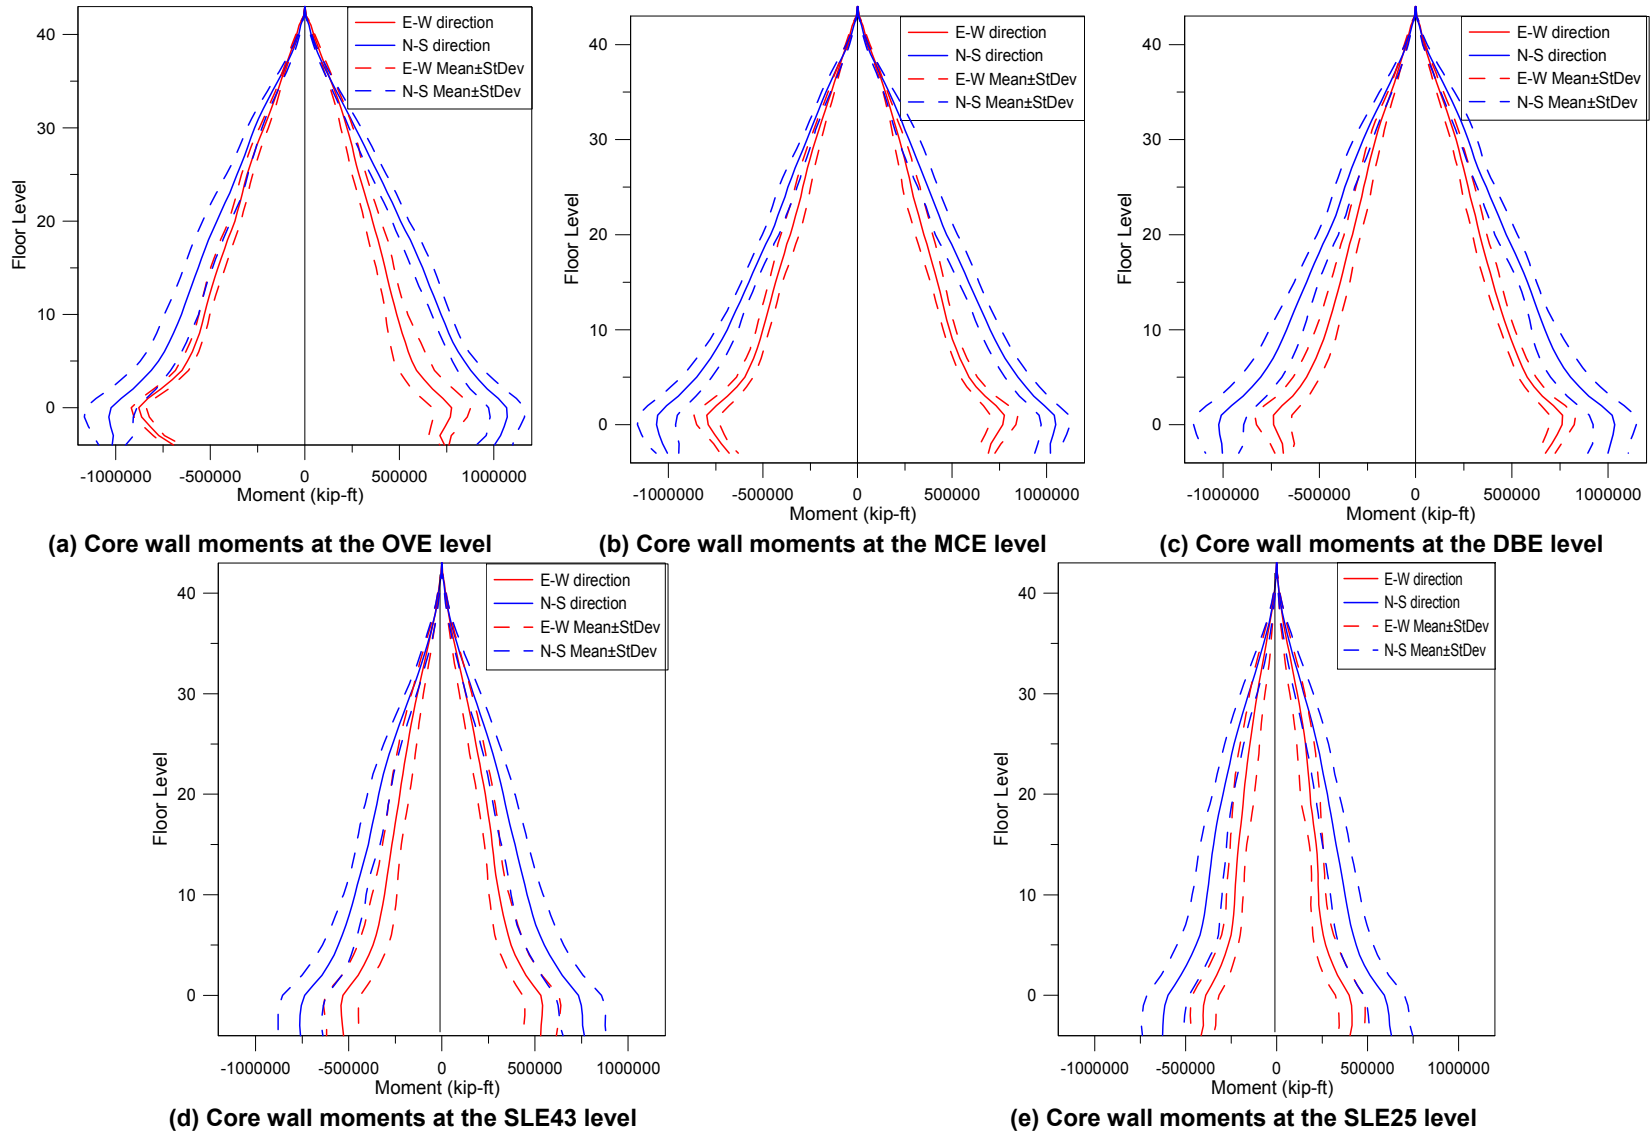 40
30
20
10
0
Floor Level
-1000000 -500000 0 500000 1000000
Moment (kip-ft)
E-W direction
N-S direction
E-W Mean±StDev
N-S Mean±StDev
(a) Core wall moments at the OVE level
40
30
20
10
0
Floor Level
-1000000 -500000 0 500000 1000000
Moment (kip-ft)
E-W direction
N-S direction
E-W Mean±StDev
N-S Mean±StDev
(b) Core wall moments at the MCE level
40
30
20
10
0
Floor Level
-1000000 -500000 0 500000 1000000
Moment (kip-ft)
E-W direction
N-S direction
E-W Mean±StDev
N-S Mean±StDev
(c) Core wall moments at the DBE level
40
30
20
10
0
Floor Level
-1000000 -500000 0 500000 1000000
Moment (kip-ft)
E-W direction
N-S direction
E-W Mean±StDev
N-S Mean±StDev
(d) Core wall moments at the SLE43 level
40
30
20
10
0
Floor Level
-1000000 -500000 0 500000 1000000
Moment (kip-ft)
E-W direction
N-S direction
E-W Mean±StDev
N-S Mean±StDev
(e) Core wall moments at the SLE25 level